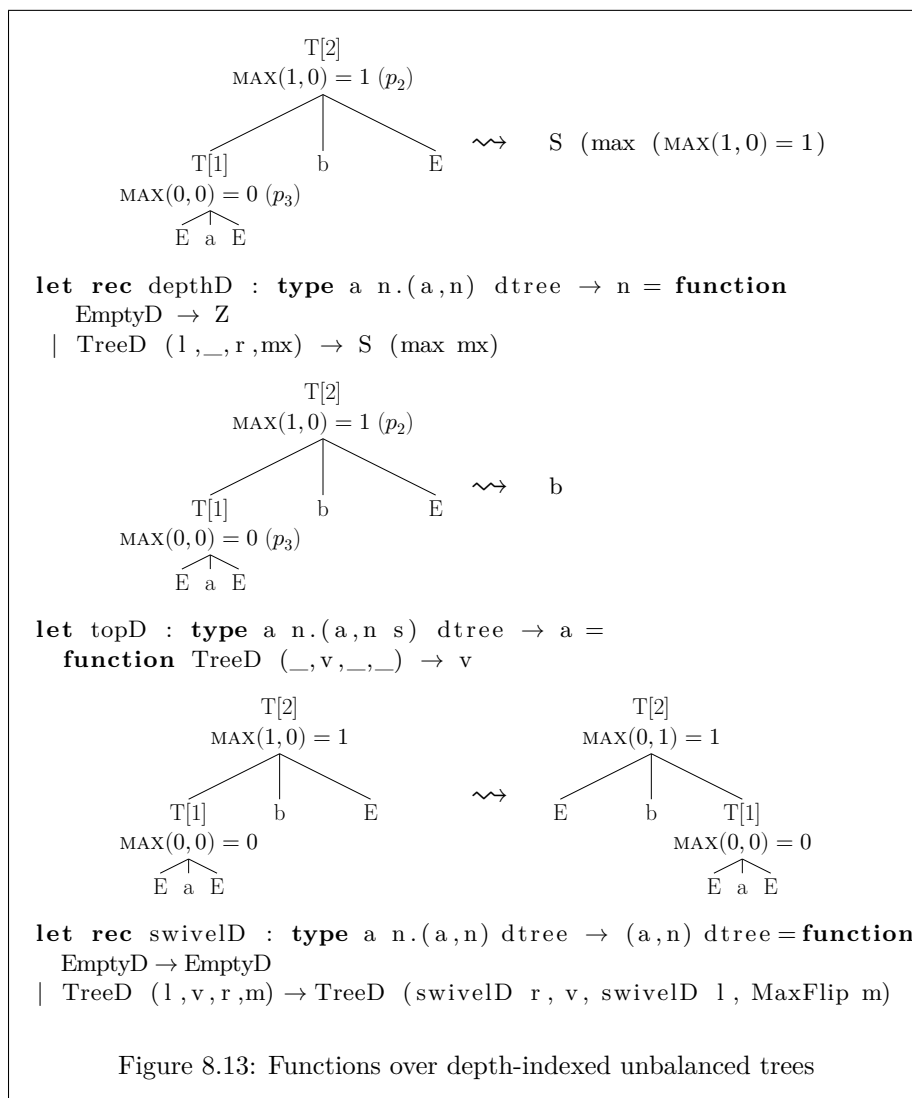 T[2]
MAX(1, 0) = 1 (p2)
T[1] b E ⇝ S (max (MAX(1, 0) = 1)
MAX(0, 0) = 0 (p3)
E a E
let rec depthD : type a n.(a,n) dtree → n = function
EmptyD → Z
| TreeD (l,_,r,mx) → S (max mx)
T[2]
MAX(1, 0) = 1 (p2)
T[1] b E ⇝ b
MAX(0, 0) = 0 (p3)
E a E
let topD : type a n.(a,n s) dtree → a =
function TreeD (_,v,_,_) → v
T[2] T[2]
MAX(1, 0) = 1 MAX(0, 1) = 1
T[1] b E ⇝ E b T[1]
MAX(0, 0) = 0 MAX(0, 0) = 0
E a E E a E
let rec swivelD : type a n.(a,n) dtree → (a,n) dtree = function
EmptyD → EmptyD
| TreeD (l,v,r,m) → TreeD (swivelD r, v, swivelD l, MaxFlip m)
Figure 8.13: Functions over depth-indexed unbalanced trees